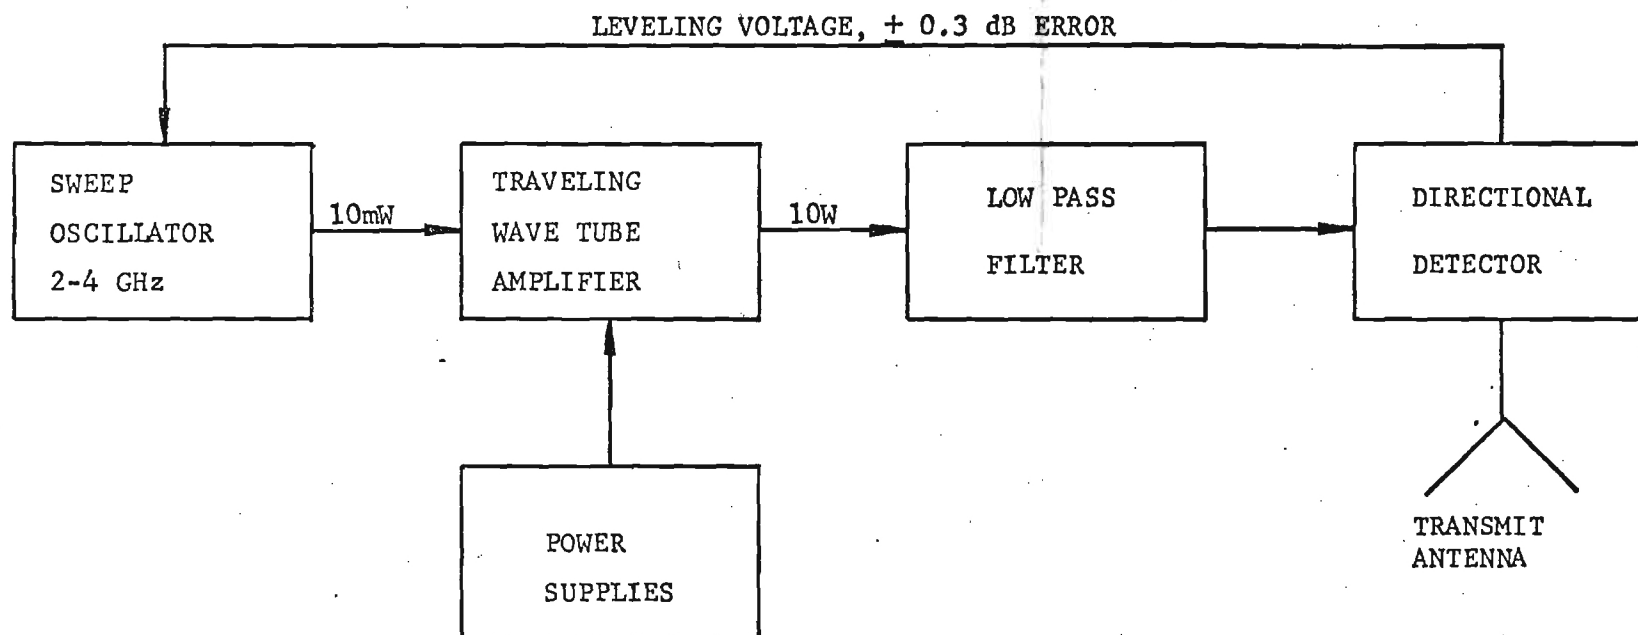 LEVELING VOLTAGE, ± 0.3 dB ERROR
SWEEP
OSCILLATOR
2-4 GHz
10mW
TRAVELING
WAVE TUBE
AMPLIFIER
10W
LOW PASS
FILTER
DIRECTIONAL
DETECTOR
POWER
SUPPLIES
TRANSMIT
ANTENNA